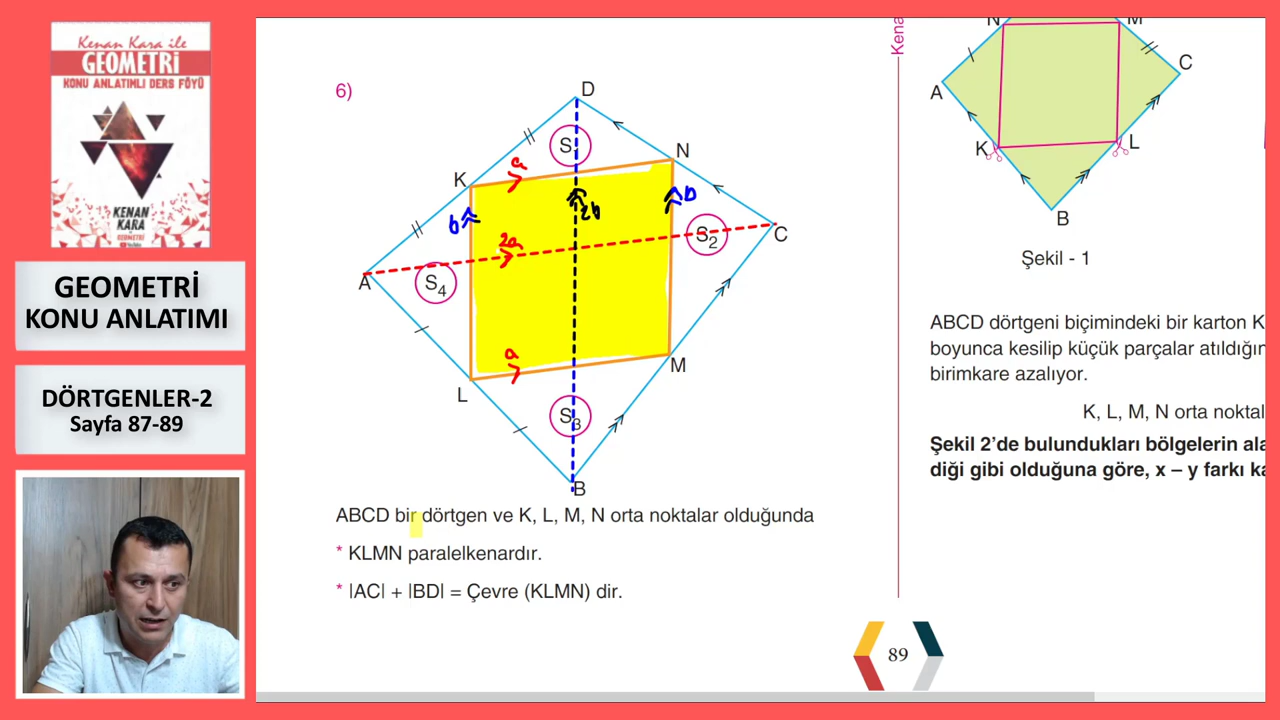 Kenan Kara ile
GEOMETRİ
KONU ANLATIMLI DERS FÖYÜ
KENAN
KARA
GEOMETRİ
KONU ANLATIMI
DÖRTGENLER-2
Sayfa 87-89
6)
D
S
N
a
K
b
2b
b
C
S2
2a
A
S4
a
M
L
S3
B
ABCD bir dörtgen ve K, L, M, N orta noktalar olduğunda
* KLMN paralelkenardır.
* |AC| + |BD| = Çevre (KLMN) dir.
Kena
N
M
C
A
K
L
B
Şekil - 1
ABCD dörtgeni biçimindeki bir karton K
boyunca kesilip küçük parçalar atıldığın
birimkare azalıyor.
K, L, M, N orta noktal
Şekil 2’de bulundukları bölgelerin ala
diği gibi olduğuna göre, x – y farkı ka
89